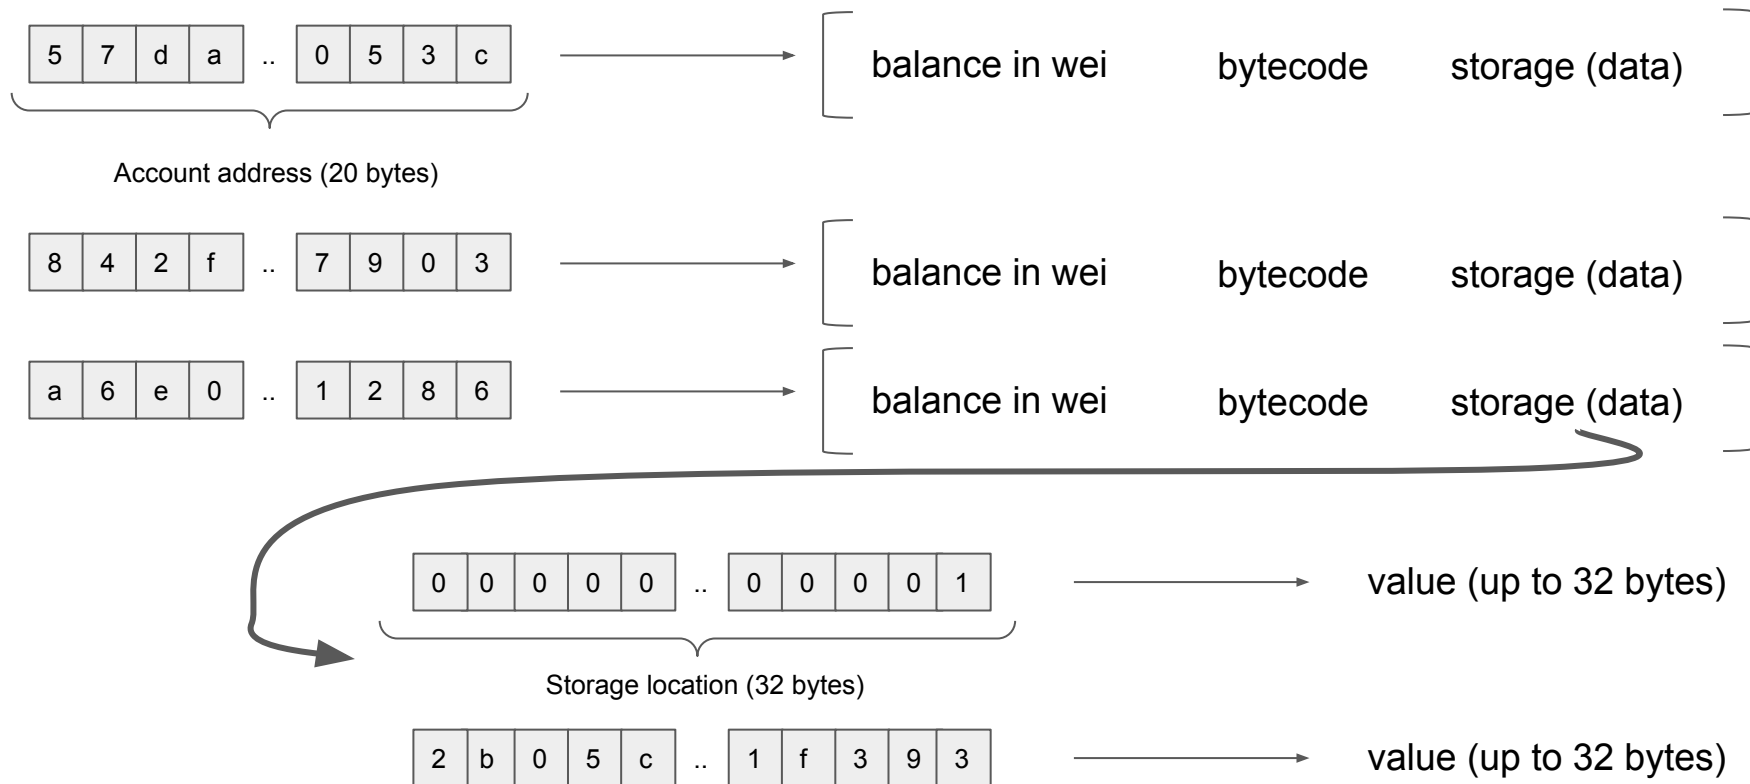 5 7 d a .. 0 5 3 c balance in wei bytecode storage (data)
Account address (20 bytes)
8 4 2 f .. 7 9 0 3 balance in wei bytecode storage (data)
a 6 e 0 .. 1 2 8 6 balance in wei bytecode storage (data)
0 0 0 0 0 .. 0 0 0 0 1 value (up to 32 bytes)
Storage location (32 bytes)
2 b 0 5 c .. 1 f 3 9 3 value (up to 32 bytes)